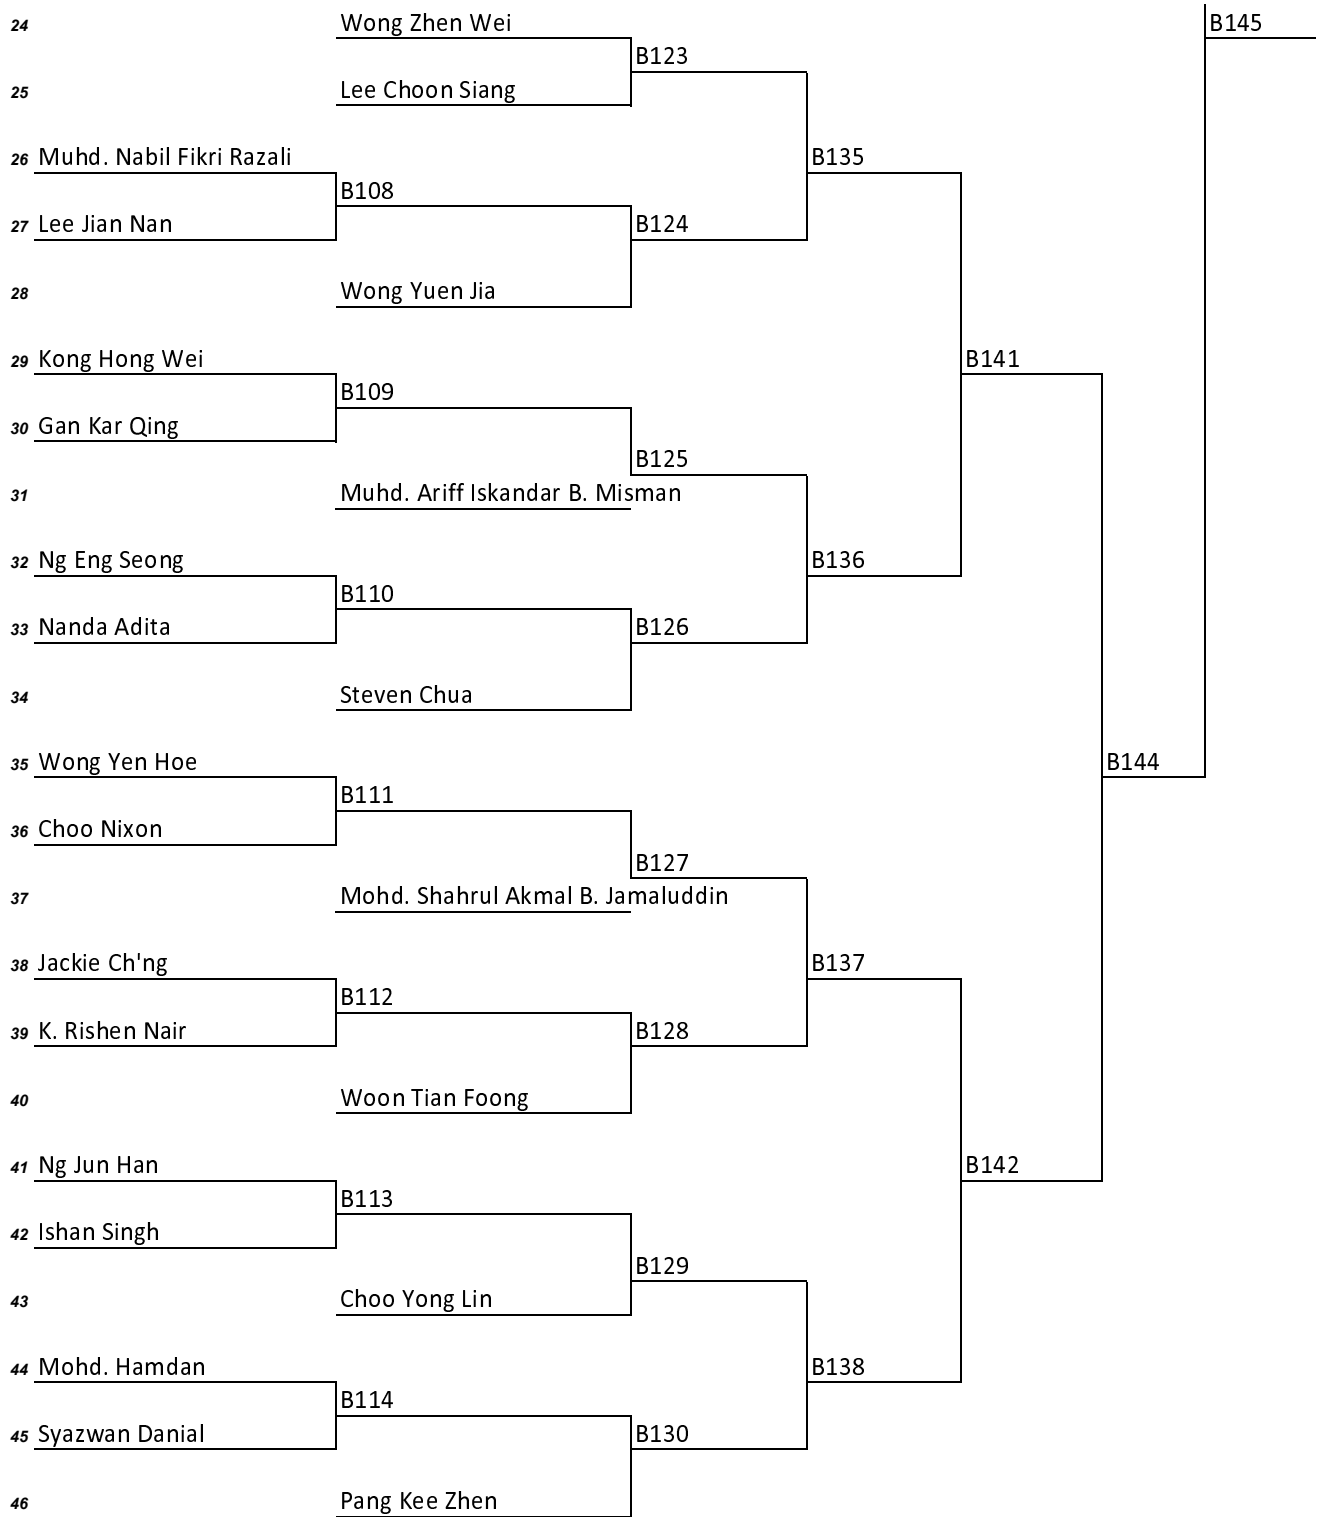 24 Wong Zhen Wei B145
B123
25 Lee Choon Siang
26 Muhd. Nabil Fikri Razali B135
B108
27 Lee Jian Nan B124
28 Wong Yuen Jia
29 Kong Hong Wei B141
B109
30 Gan Kar Qing
B125
31 Muhd. Ariff Iskandar B. Misman
32 Ng Eng Seong B136
B110
33 Nanda Adita B126
34 Steven Chua
35 Wong Yen Hoe B144
B111
36 Choo Nixon
B127
37 Mohd. Shahrul Akmal B. Jamaluddin
38 Jackie Ch'ng B137
B112
39 K. Rishen Nair B128
40 Woon Tian Foong
41 Ng Jun Han B142
B113
42 Ishan Singh
B129
43 Choo Yong Lin
44 Mohd. Hamdan B138
B114
45 Syazwan Danial B130
46 Pang Kee Zhen